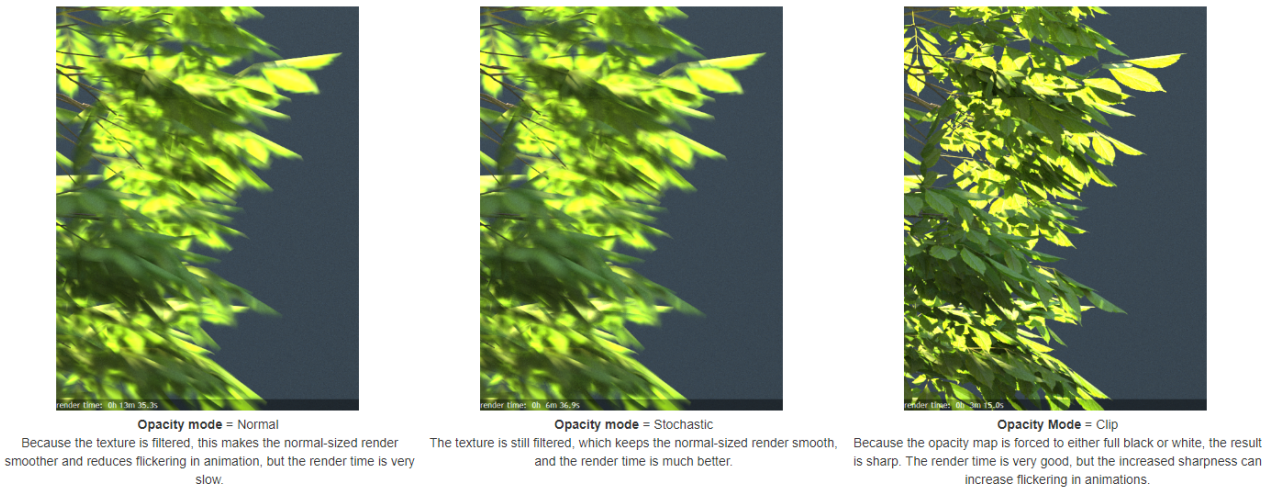 render time: 0h 13m 35.3s
Opacity mode = Normal
Because the texture is filtered, this makes the normal-sized render
smoother and reduces flickering in animation, but the render time is very
slow.
render time: 0h 6m 36.9s
Opacity mode = Stochastic
The texture is still filtered, which keeps the normal-sized render smooth,
and the render time is much better.
render time: 0h 3m 15.0s
Opacity Mode = Clip
Because the opacity map is forced to either full black or white, the result
is sharp. The render time is very good, but the increased sharpness can
increase flickering in animations.